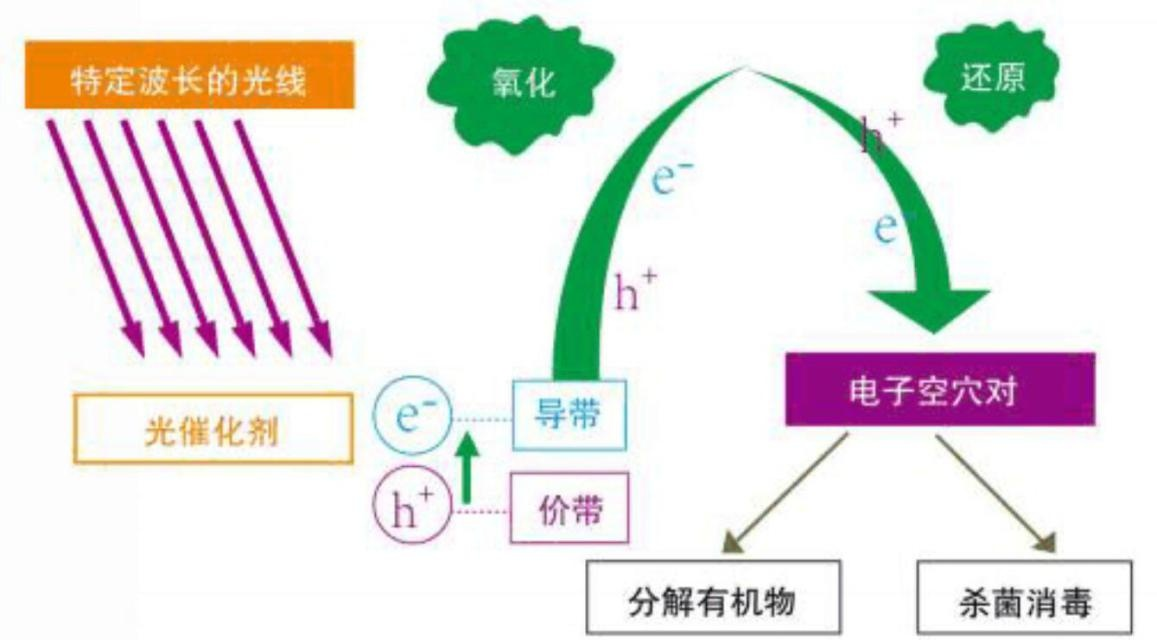 特定波长的光线
氧化
还原
h⁺
e⁻
e⁻
h⁺
电子空穴对
光催化剂
e⁻
导带
h⁺
价带
分解有机物
杀菌消毒